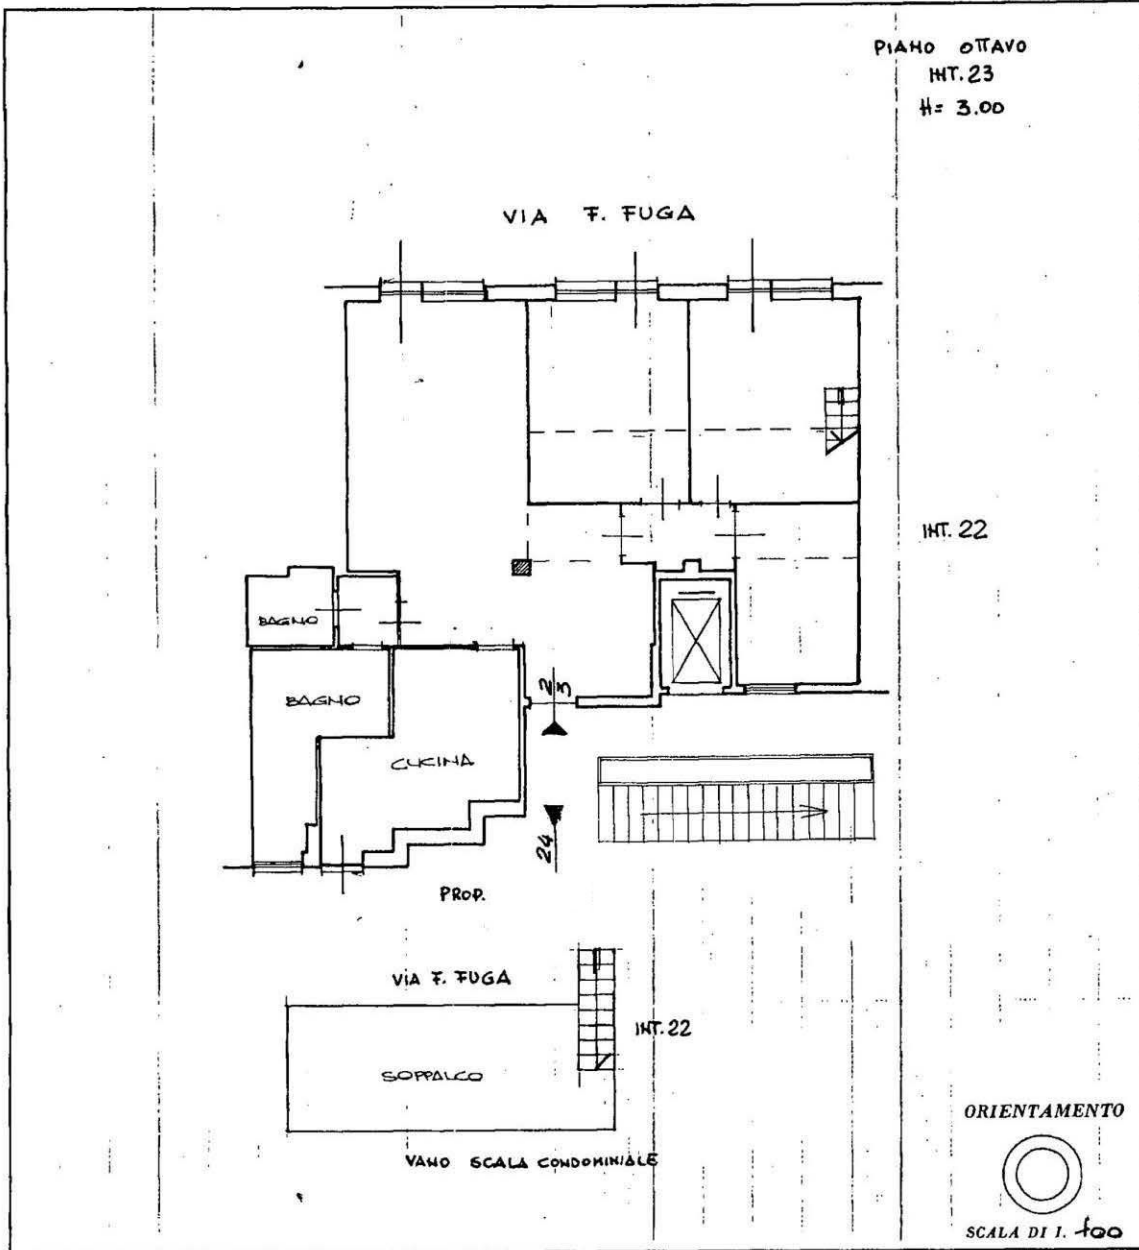 PIANO OTTAVO
INT. 23
H= 3.00
VIA F. FUGA
INT. 22
BAGNO
BAGNO
23
CUCINA
24
PROP.
VIA F. FUGA
INT. 22
SOPPALCO
VANO SCALA CONDOMINIALE
ORIENTAMENTO
SCALA DI 1. 100